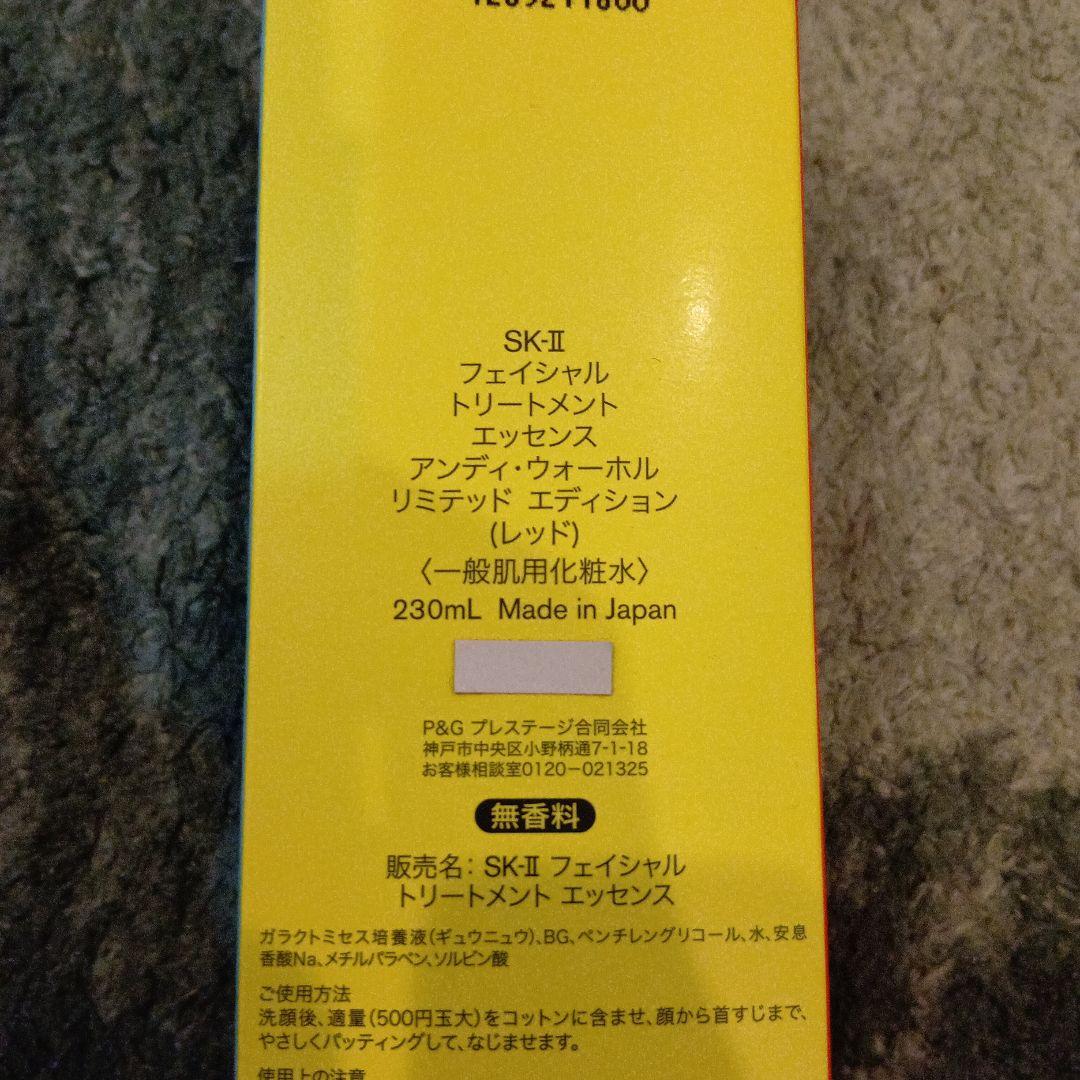 SK-Ⅱ
フェイシャル
トリートメント
エッセンス
アンディ・ウォーホル
リミテッド エディション
(レッド)
〈一般肌用化粧水〉
230mL Made in Japan
P&G プレステージ合同会社
神戸市中央区小野柄通7-1-18
お客様相談室0120-021325
無香料
販売名: SK-Ⅱ フェイシャル
トリートメント エッセンス
ガラクトミセス培養液(ギュウニュウ)、BG、ペンチレングリコール、水、安息
香酸Na、メチルパラベン、ソルビン酸
ご使用方法
洗顔後、適量(500円玉大)をコットンに含ませ、顔から首すじまで、
やさしくパッティングして、なじませます。
使用上の注意